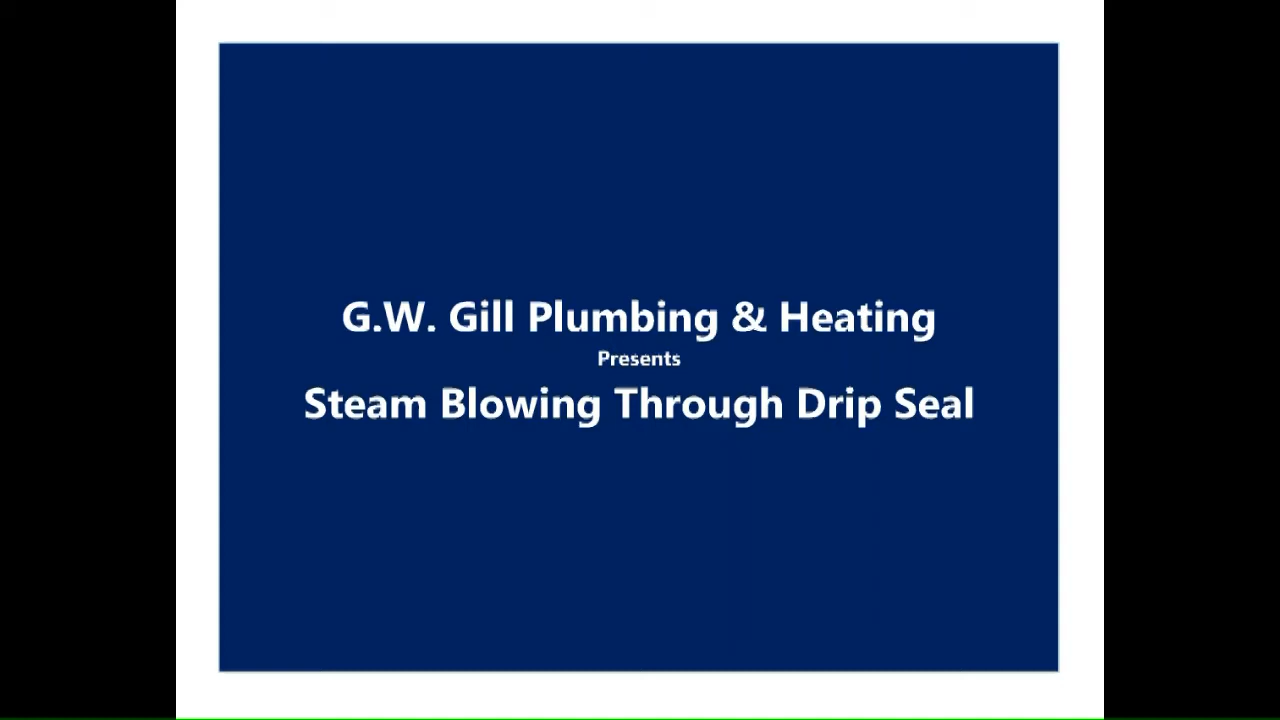 G.W. Gill Plumbing & Heating
Presents
Steam Blowing Through Drip Seal